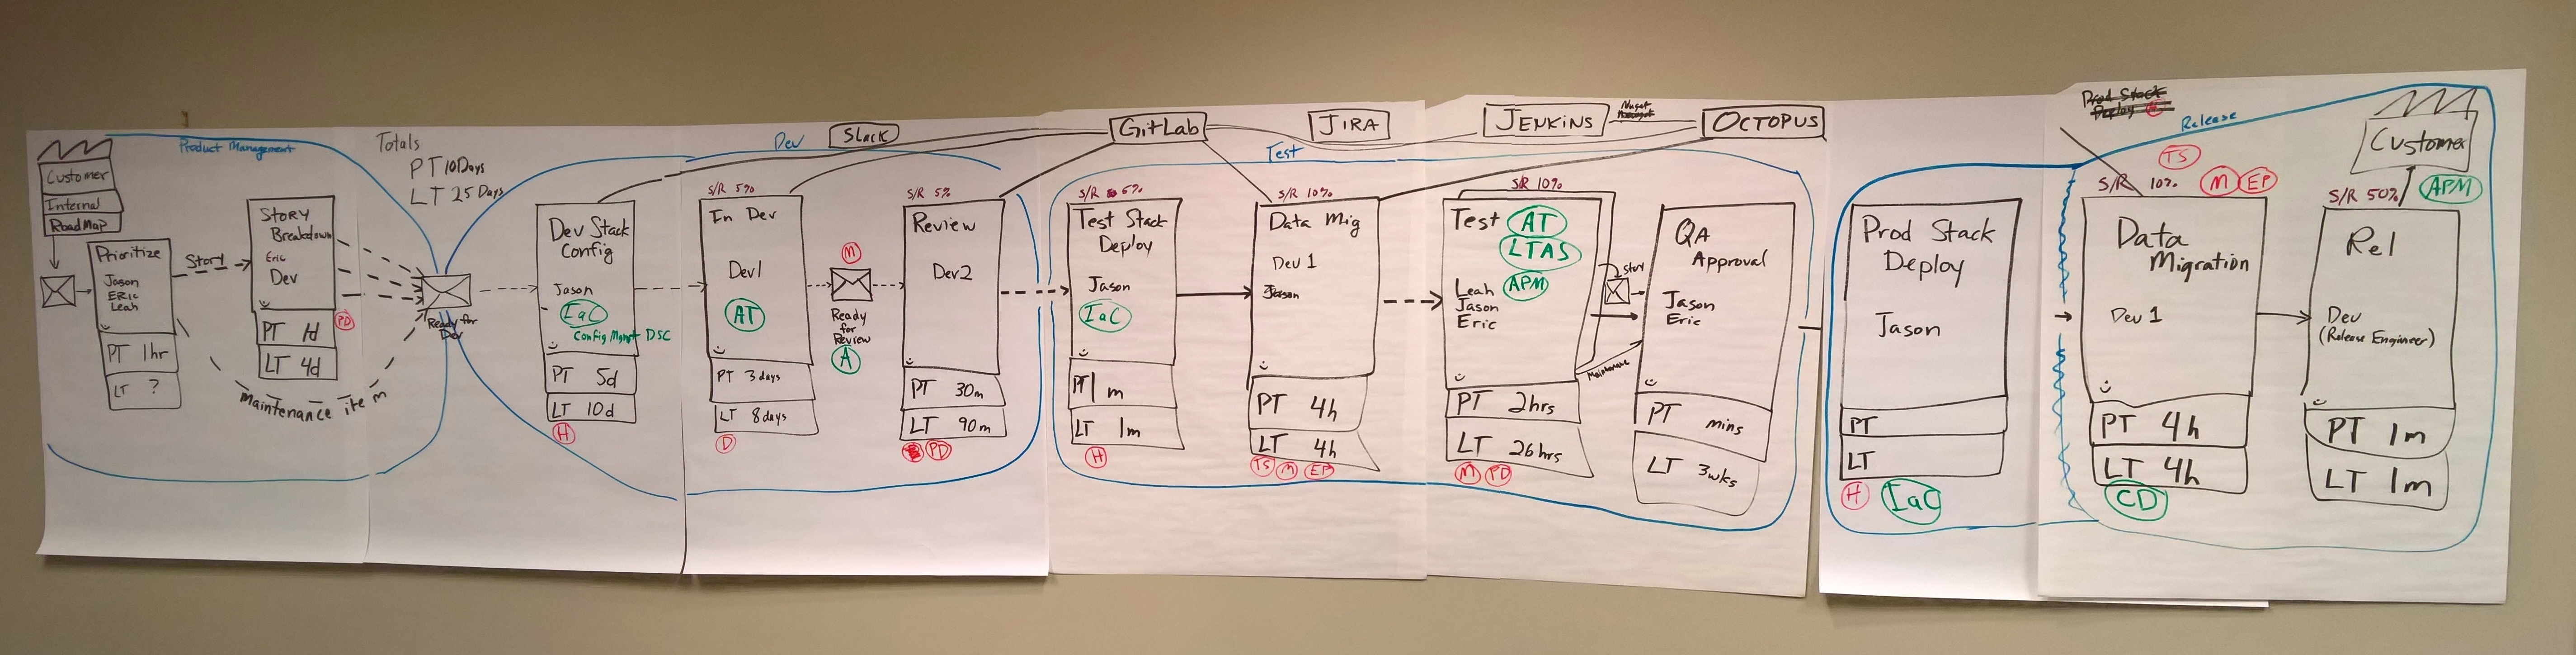 Product Management
Customer
Internal
RoadMap
Prioritize
Jason
ERIC
Leah
PT 1hr
LT ?
Story
STORY
Breakdown
Eric
Dev
PT 1d
LT 4d
PD
Maintenance item
Totals
PT 10Days
LT 25 Days
Ready for
Dev
Dev
Slack
GitLab
JIRA
JENKINS
Nuget
OCTOPUS
Dev Stack
Config
Jason
IaC
Config Mgmt DSC
PT 5d
LT 10d
H
S/R 5%
In Dev
Dev1
AT
PT 3 days
LT 8days
D
M
Ready
for
Review
A
S/R 5%
Review
Dev2
PT 30m
LT 90m
PD
Test
S/R 5%
Test Stack
Deploy
Jason
IaC
PT 1m
LT 1m
H
S/R 10%
Data Mig
Dev 1
Jason
PT 4h
LT 4h
TS M EP
S/R 10%
Test AT
LTAS
APM
Leah
Jason
Eric
PT 2hrs
LT 26hrs
M PD
Story
Maintenance
QA
Approval
Jason
Eric
PT mins
LT 3wks
Prod Stack
Deploy
Jason
PT
LT
H IaC
Prod Stack
Deploy
Release
TS
S/R 10% M EP
Data
Migration
Dev 1
PT 4h
LT 4h
CD
Customer
S/R 50% APM
Rel
Dev
(Release Engineer)
PT 1m
LT 1m